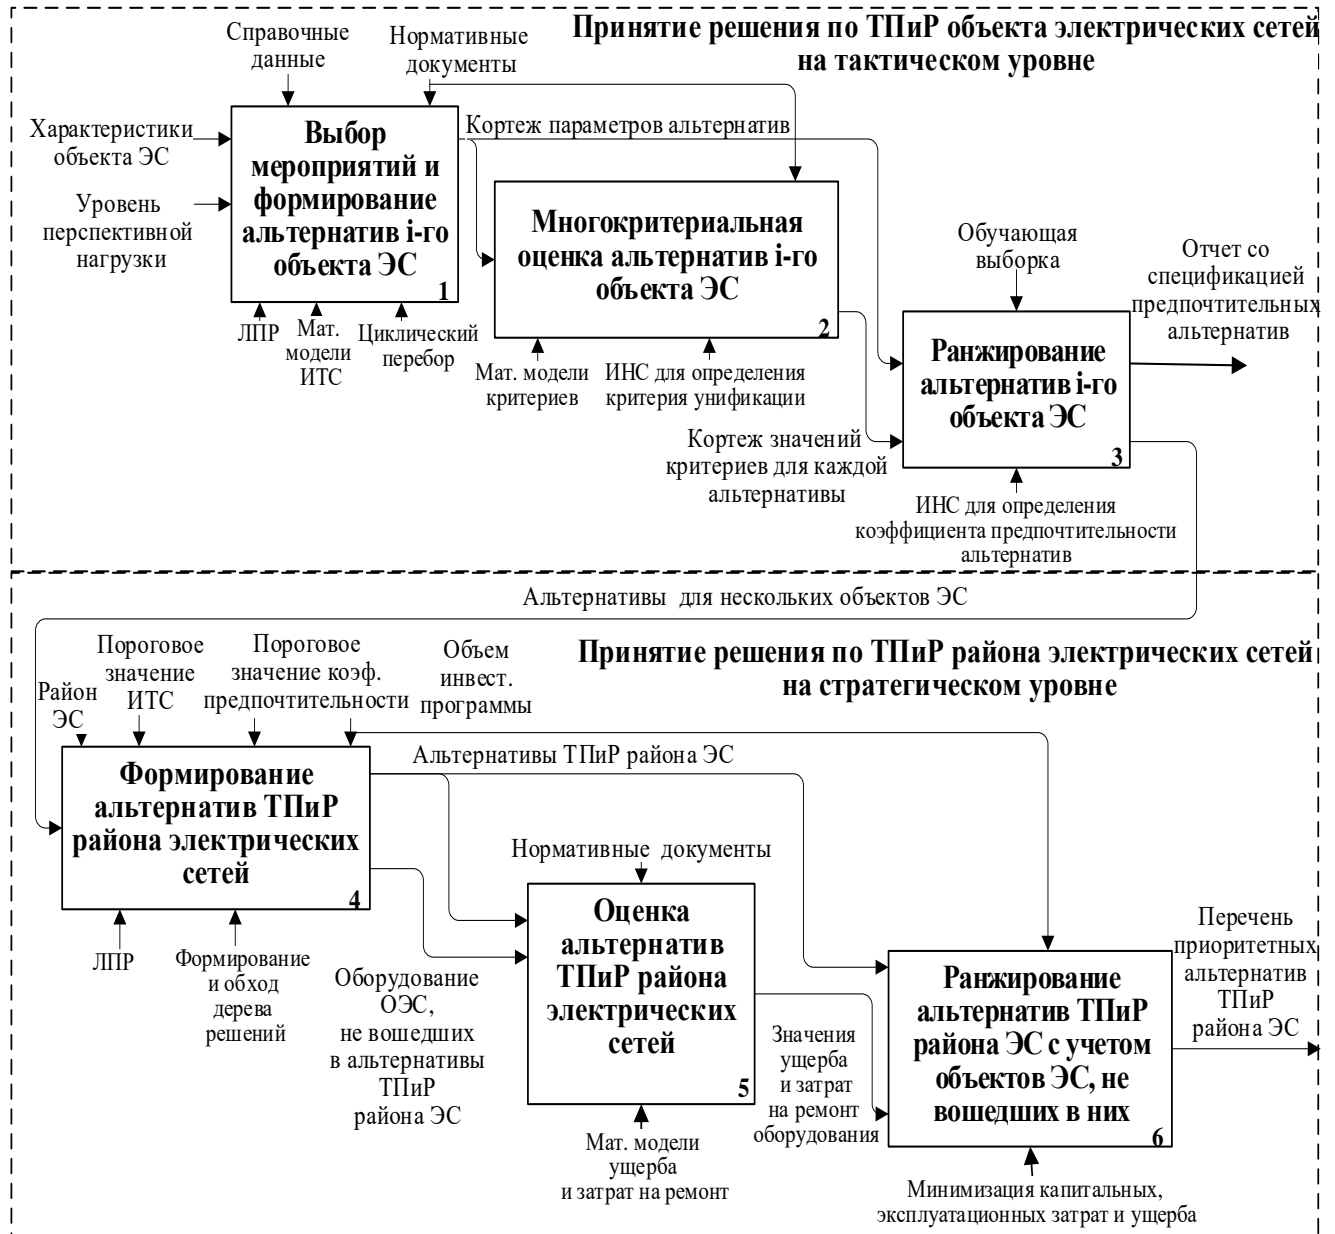 Принятие решения по ТПиР объекта электрических сетей
на тактическом уровне
Справочные
данные
Нормативные
документы
Характеристики
объекта ЭС
Уровень
перспективной
нагрузки
Выбор
мероприятий и
формирование
альтернатив i-го
объекта ЭС
1
ЛПР
Мат.
модели
ИТС
Циклический
перебор
Кортеж параметров альтернатив
Многокритериальная
оценка альтернатив i-го
объекта ЭС
2
Мат. модели
критериев
ИНС для определения
критерия унификации
Кортеж значений
критериев для каждой
альтернативы
Обучающая
выборка
Ранжирование
альтернатив i-го
объекта ЭС
3
ИНС для определения
коэффициента предпочтительности
альтернатив
Отчет со
спецификацией
предпочтительных
альтернатив
Альтернативы для нескольких объектов ЭС
Принятие решения по ТПиР района электрических сетей
на стратегическом уровне
Район
ЭС
Пороговое
значение
ИТС
Пороговое
значение коэф.
предпочтительности
Объем
инвест.
программы
Формирование
альтернатив ТПиР
района электрических
сетей
4
ЛПР
Формирование
и обход
дерева
решений
Альтернативы ТПиР района ЭС
Оборудование
ОЭС,
не вошедших
в альтернативы
ТПиР
района ЭС
Нормативные документы
Оценка
альтернатив
ТПиР района
электрических
сетей
5
Мат. модели
ущерба
и затрат на ремонт
Значения
ущерба
и затрат
на ремонт
оборудования
Ранжирование
альтернатив ТПиР
района ЭС с учетом
объектов ЭС, не
вошедших в них
6
Минимизация капитальных,
эксплуатационных затрат и ущерба
Перечень
приоритетных
альтернатив
ТПиР
района ЭС